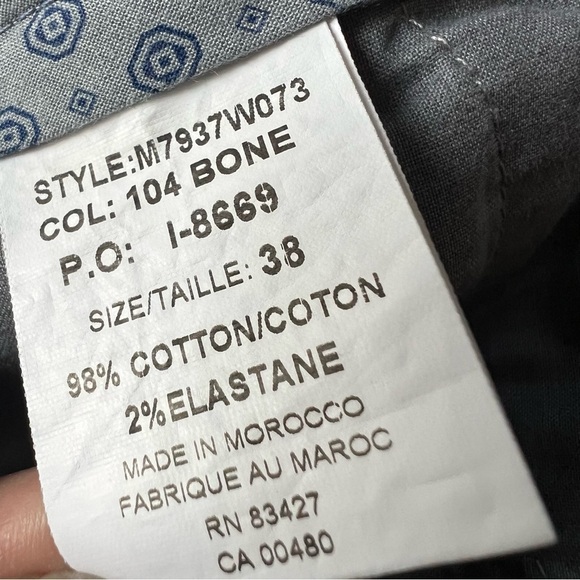 STYLE:M7937W073
COL: 104 BONE
P.O: I-8669
SIZE/TAILLE: 38
98% COTTON/COTON
2%ELASTANE
MADE IN MOROCCO
FABRIQUE AU MAROC
RN 83427
CA 00480